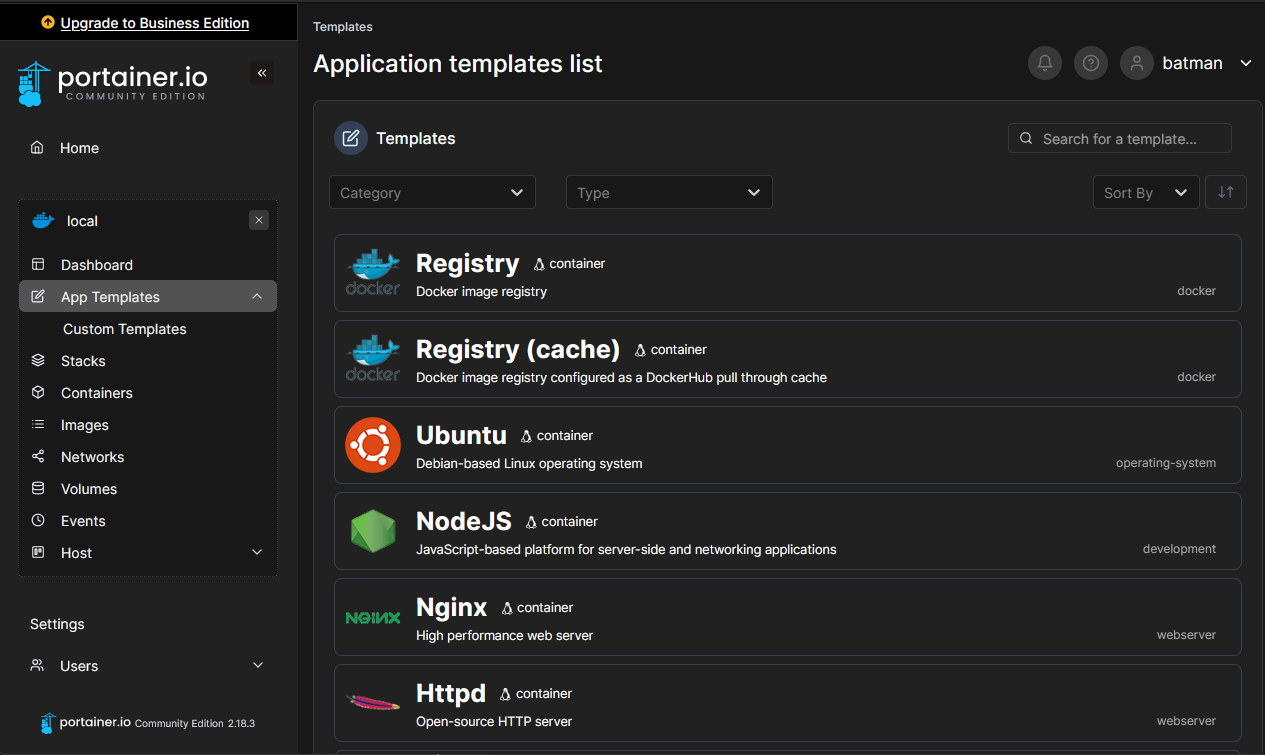 Upgrade to Business Edition
portainer.io
COMMUNITY EDITION
Home
local
Dashboard
App Templates
Custom Templates
Stacks
Containers
Images
Networks
Volumes
Events
Host
Settings
Users
portainer.io Community Edition 2.18.3
Templates
Application templates list
batman
Templates
Search for a template...
Category
Type
Sort By
Registry container
docker
Docker image registry
docker
Registry (cache) container
docker
Docker image registry configured as a DockerHub pull through cache
docker
Ubuntu container
Debian-based Linux operating system
operating-system
NodeJS container
JavaScript-based platform for server-side and networking applications
development
NGINX
Nginx container
High performance web server
webserver
Httpd container
Open-source HTTP server
webserver